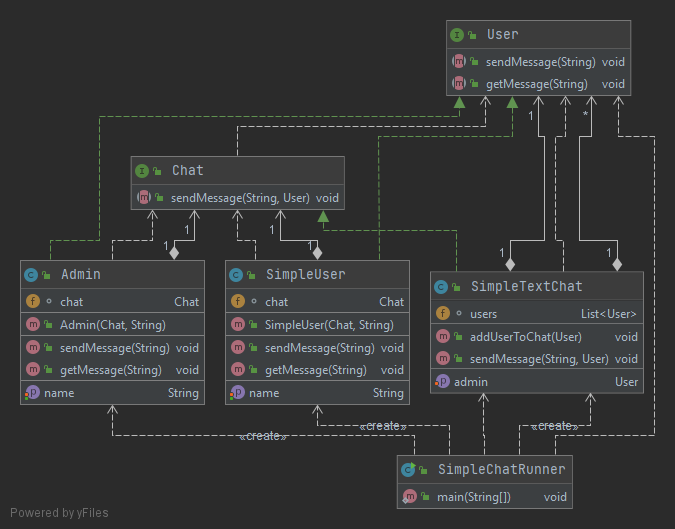 User
sendMessage(String) void
getMessage(String) void
1
*
Chat
sendMessage(String, User) void
1
1
1
1
1
1
Admin
chat Chat
Admin(Chat, String)
sendMessage(String) void
getMessage(String) void
name String
SimpleUser
chat Chat
SimpleUser(Chat, String)
sendMessage(String) void
getMessage(String) void
name String
SimpleTextChat
users List<User>
addUserToChat(User) void
sendMessage(String, User) void
admin User
«create»
«create»
«create»
SimpleChatRunner
main(String[]) void
Powered by yFiles